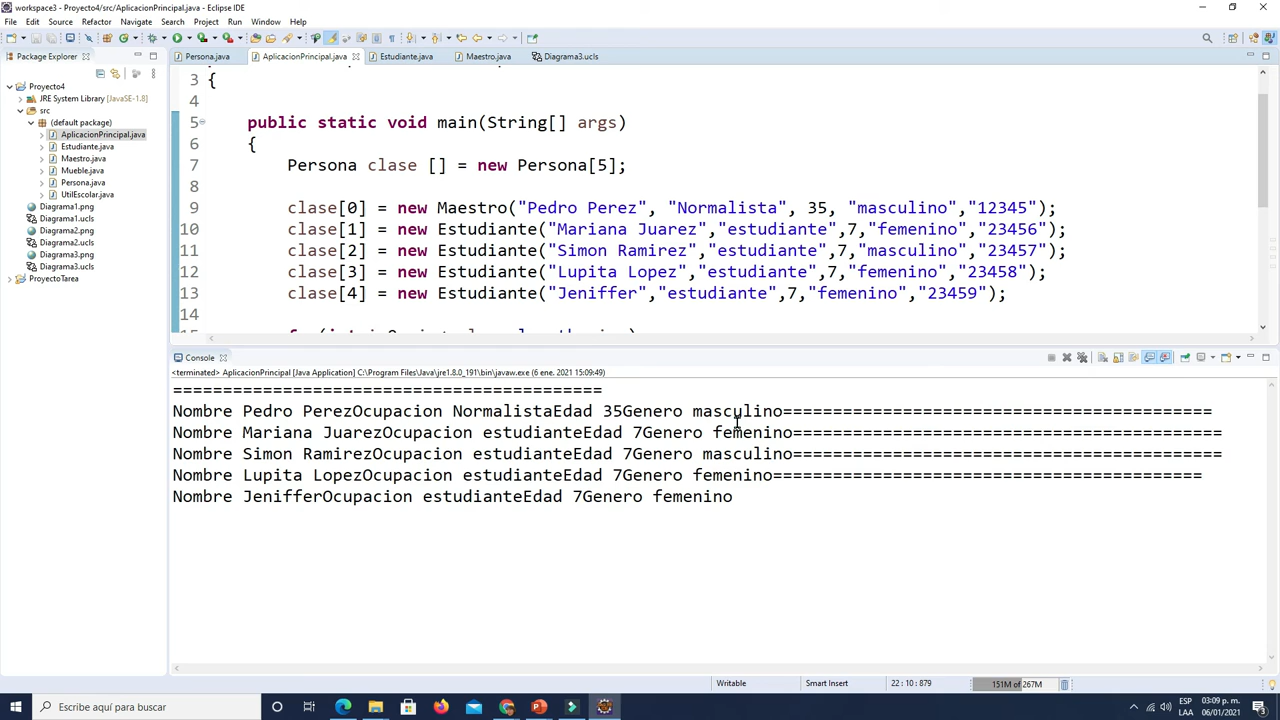 workspace3 - Proyecto4/src/AplicacionPrincipal.java - Eclipse IDE
File Edit Source Refactor Navigate Search Project Run Window Help
Package Explorer
Persona.java AplicacionPrincipal.java Estudiante.java Maestro.java Diagrama3.ucls
Proyecto4
JRE System Library [JavaSE-1.8]
src
(default package)
AplicacionPrincipal.java
Estudiante.java
Maestro.java
Mueble.java
Persona.java
UtilEscolar.java
Diagrama1.png
Diagrama1.ucls
Diagrama2.png
Diagrama2.ucls
Diagrama3.png
Diagrama3.ucls
ProyectoTarea
3 {
4
5 public static void main(String[] args)
6 {
7 Persona clase [] = new Persona[5];
8
9 clase[0] = new Maestro("Pedro Perez", "Normalista", 35, "masculino","12345");
10 clase[1] = new Estudiante("Mariana Juarez","estudiante",7,"femenino","23456");
11 clase[2] = new Estudiante("Simon Ramirez","estudiante",7,"masculino","23457");
12 clase[3] = new Estudiante("Lupita Lopez","estudiante",7,"femenino","23458");
13 clase[4] = new Estudiante("Jeniffer","estudiante",7,"femenino","23459");
14
Console
<terminated> AplicacionPrincipal [Java Application] C:\Program Files\Java\jre1.8.0_191\bin\javaw.exe (6 ene. 2021 15:09:49)
===========================================
Nombre Pedro PerezOcupacion NormalistaEdad 35Genero masculino===========================================
Nombre Mariana JuarezOcupacion estudianteEdad 7Genero femenino===========================================
Nombre Simon RamirezOcupacion estudianteEdad 7Genero masculino===========================================
Nombre Lupita LopezOcupacion estudianteEdad 7Genero femenino===========================================
Nombre JenifferOcupacion estudianteEdad 7Genero femenino
Writable Smart Insert 22 : 10 : 879 151M of 267M
Escribe aquí para buscar
ESP 03:09 p. m.
LAA 06/01/2021